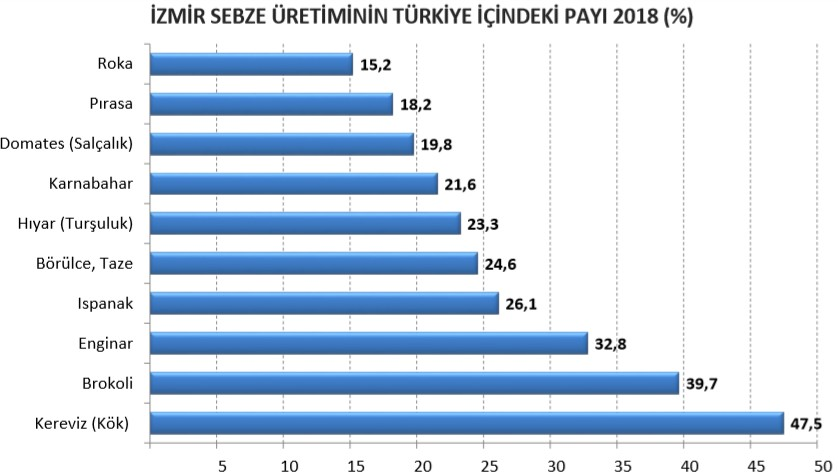 İZMİR SEBZE ÜRETİMİNİN TÜRKİYE İÇİNDEKİ PAYI 2018 (%)
Roka 15,2
Pırasa 18,2
Domates (Salçalık) 19,8
Karnabahar 21,6
Hıyar (Turşuluk) 23,3
Börülce, Taze 24,6
Ispanak 26,1
Enginar 32,8
Brokoli 39,7
Kereviz (Kök) 47,5
5 10 15 20 25 30 35 40 45 50